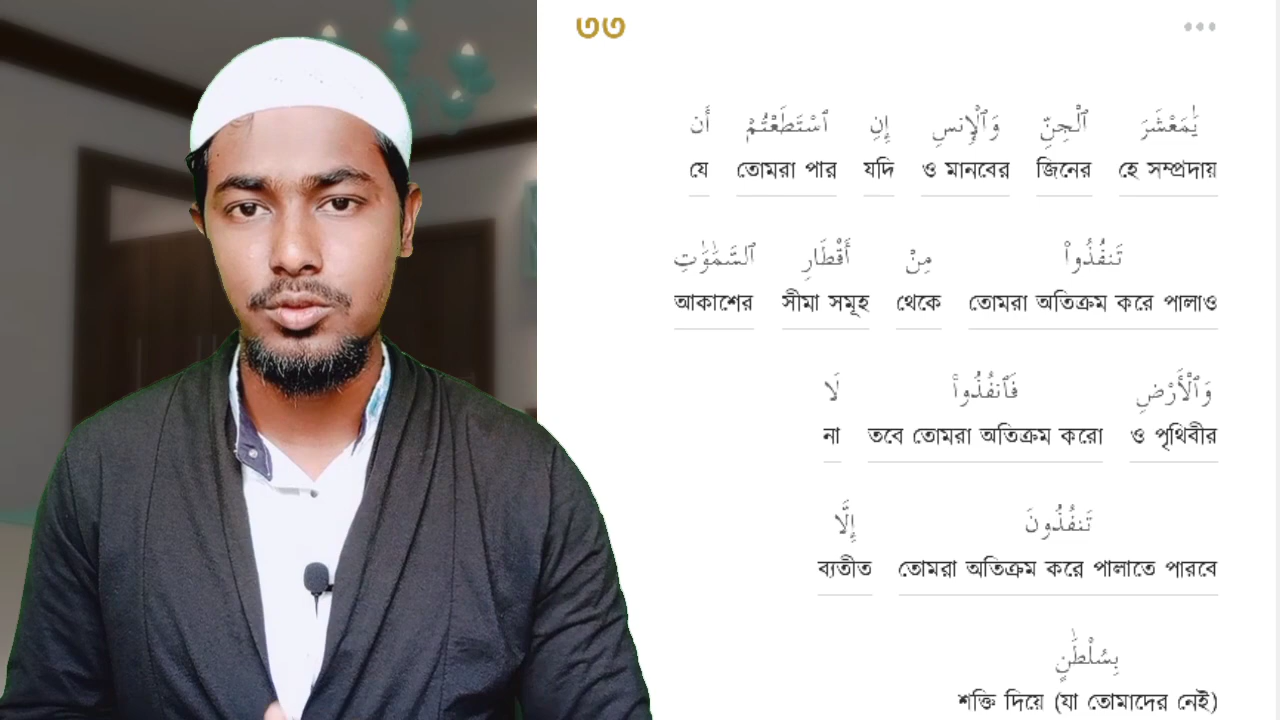 ৩৩
يَٰمَعْشَرَ ٱلْجِنِّ وَٱلْإِنسِ إِنِ ٱسْتَطَعْتُمْ أَن
হে সম্প্রদায় জিনের ও মানবের যদি তোমরা পার যে
تَنفُذُوا۟ مِنْ أَقْطَارِ ٱلسَّمَٰوَٰتِ
তোমরা অতিক্রম করে পালাও থেকে সীমা সমূহ আকাশের
وَٱلْأَرْضِ فَٱنفُذُوا۟ لَا
ও পৃথিবীর তবে তোমরা অতিক্রম করো না
تَنفُذُونَ إِلَّا
তোমরা অতিক্রম করে পালাতে পারবে ব্যতীত
بِسُلْطَٰنٍ
শক্তি দিয়ে (যা তোমাদের নেই)